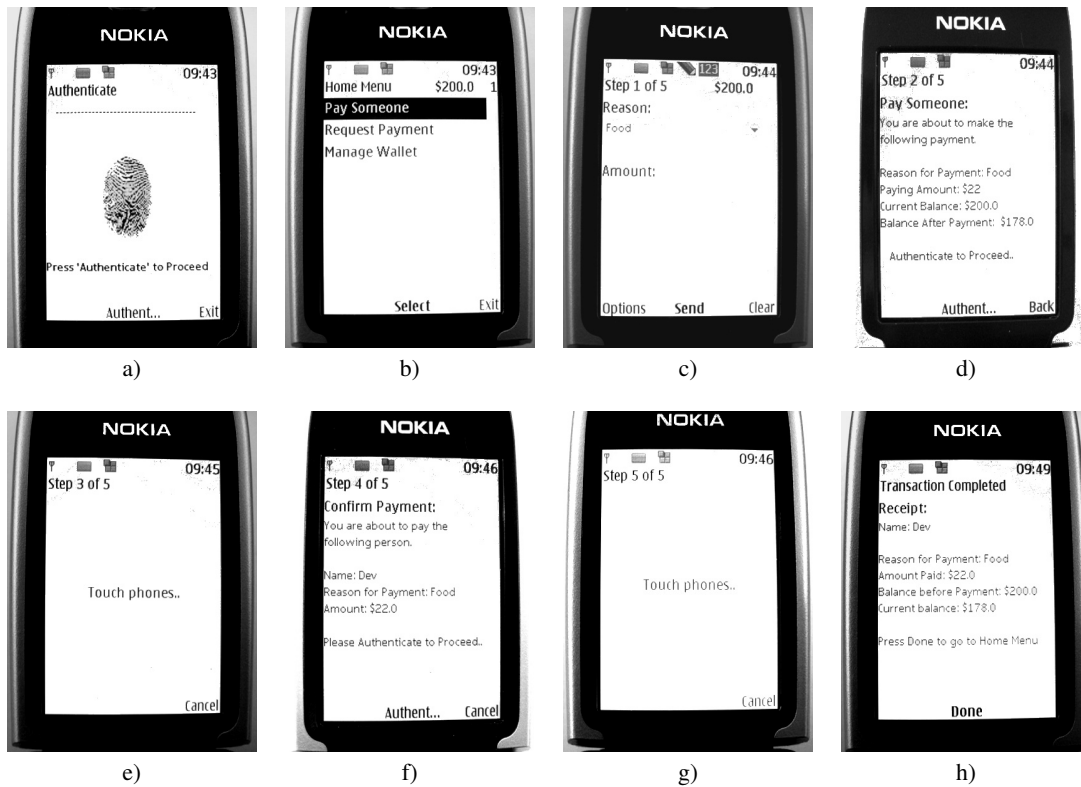 NOKIA
09:43
Authenticate
Press 'Authenticate' to Proceed
Authent... Exit
a)
NOKIA
09:43
Home Menu $200.0 1
Pay Someone
Request Payment
Manage Wallet
Select Exit
b)
NOKIA
123 09:44
Step 1 of 5 $200.0
Reason:
Food
Amount:
Options Send Clear
c)
NOKIA
09:44
Step 2 of 5
Pay Someone:
You are about to make the
following payment.
Reason for Payment: Food
Paying Amount: $22
Current Balance: $200.0
Balance After Payment: $178.0
Authenticate to Proceed..
Authent... Back
d)
NOKIA
09:45
Step 3 of 5
Touch phones..
Cancel
e)
NOKIA
09:46
Step 4 of 5
Confirm Payment:
You are about to pay the
following person.
Name: Dev
Reason for Payment: Food
Amount: $22.0
Please Authenticate to Proceed..
Authent... Cancel
f)
NOKIA
09:46
Step 5 of 5
Touch phones..
Cancel
g)
NOKIA
09:49
Transaction Completed
Receipt:
Name: Dev
Reason for Payment: Food
Amount Paid: $22.0
Balance before Payment: $200.0
Current balance: $178.0
Press Done to go to Home Menu
Done
h)